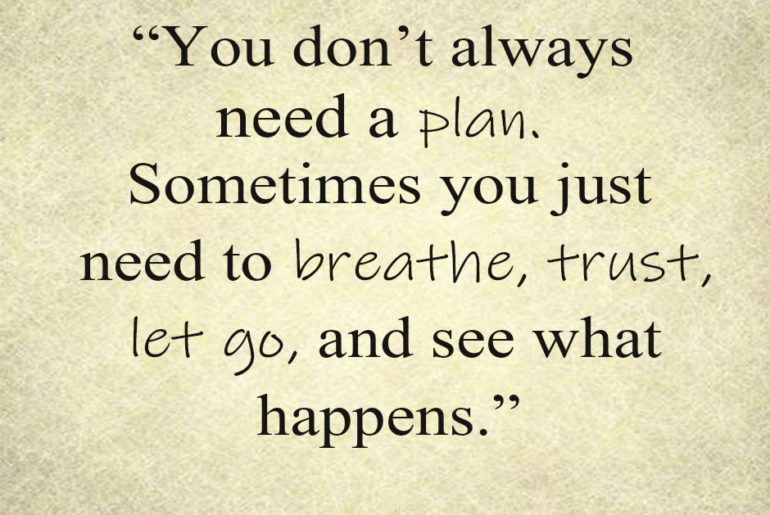 “You don’t always
need a plan.
Sometimes you just
need to breathe, trust,
let go, and see what
happens.”